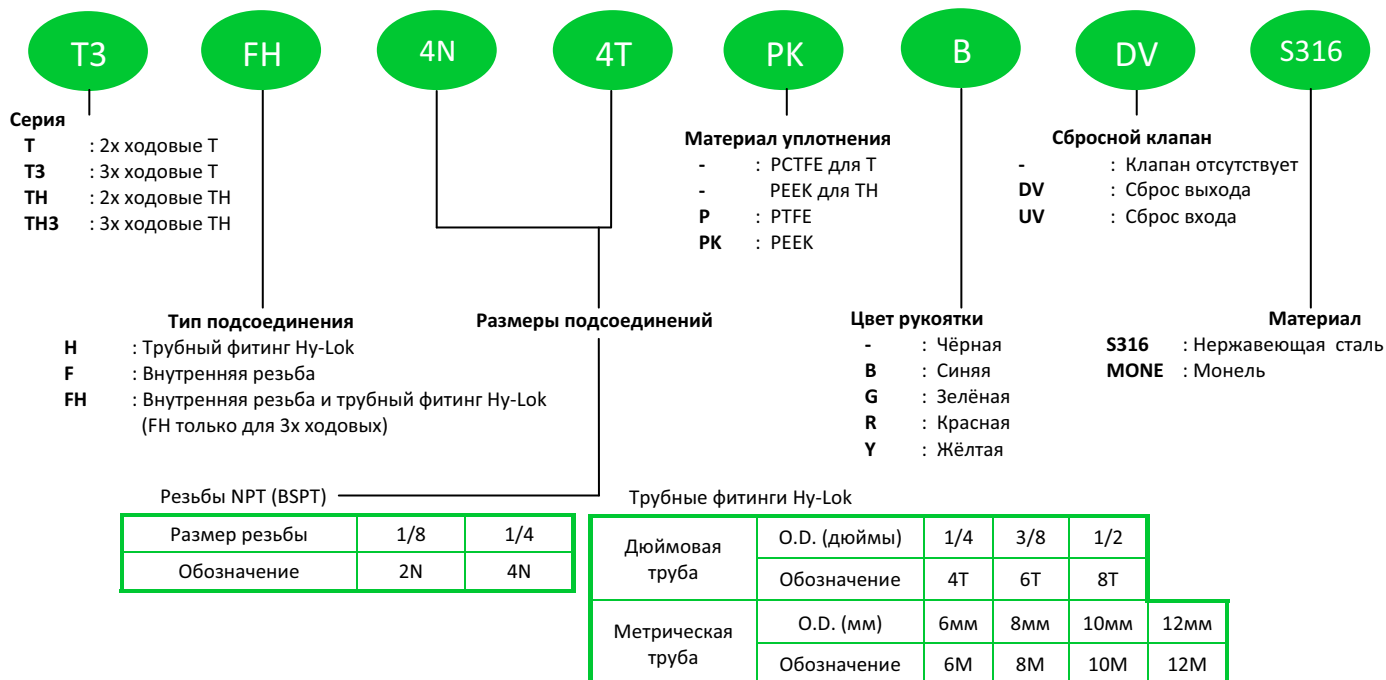 T3 FH 4N 4T PK B DV S316
Серия
T : 2х ходовые T
T3 : 3х ходовые T
TH : 2х ходовые TH
TH3 : 3х ходовые TH
Материал уплотнения
- : PCTFE для T
- PEEK для TH
P : PTFE
PK : PEEK
Сбросной клапан
- : Клапан отсутствует
DV : Сброс выхода
UV : Сброс входа
Тип подсоединения
H : Трубный фитинг Hy-Lok
F : Внутренняя резьба
FH : Внутренняя резьба и трубный фитинг Hy-Lok
(FH только для 3х ходовых)
Размеры подсоединений
Цвет рукоятки
- : Чёрная
B : Синяя
G : Зелёная
R : Красная
Y : Жёлтая
Материал
S316 : Нержавеющая сталь
MONE : Монель
Резьбы NPT (BSPT)
Размер резьбы 1/8 1/4
Обозначение 2N 4N
Трубные фитинги Hy-Lok
Дюймовая
труба
O.D. (дюймы) 1/4 3/8 1/2
Обозначение 4T 6T 8T
Метрическая
труба
O.D. (мм) 6мм 8мм 10мм 12мм
Обозначение 6M 8M 10M 12M